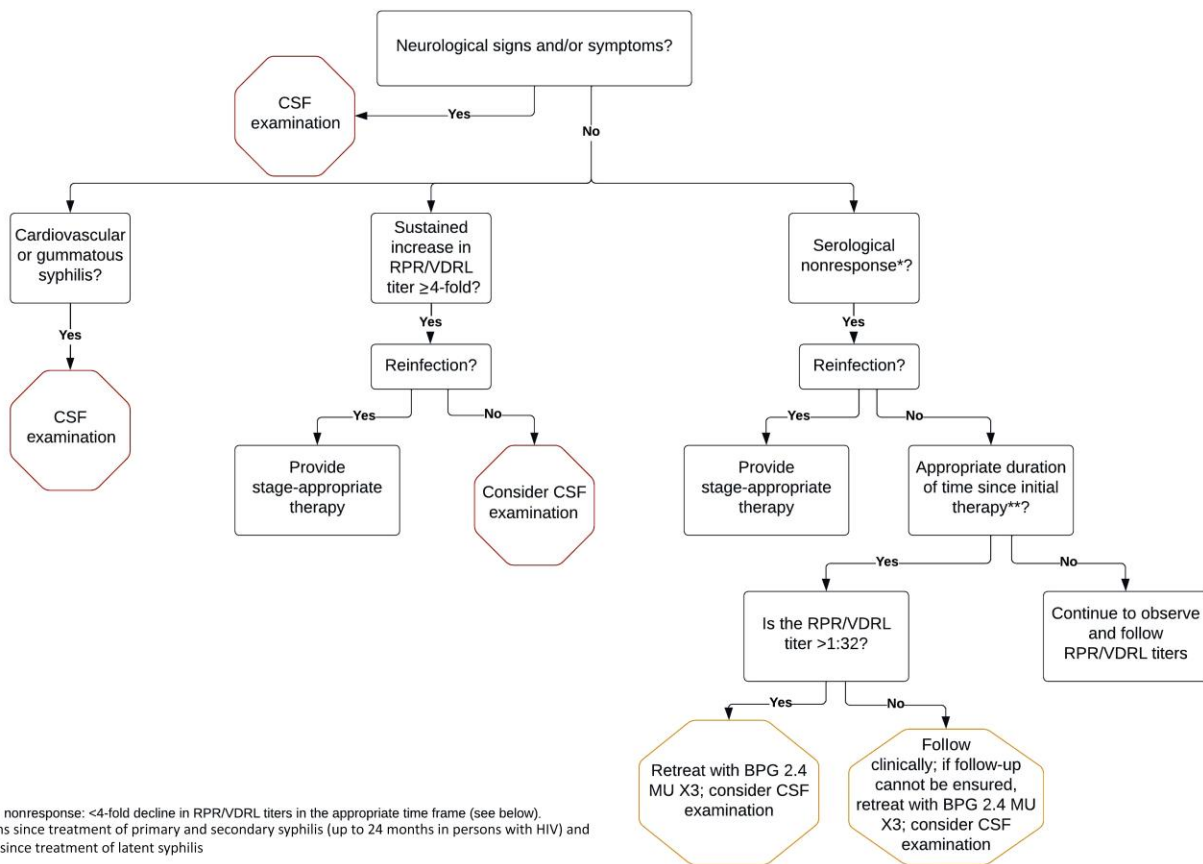 Neurological signs and/or symptoms?
CSF
examination
Yes
No
Cardiovascular
or gummatous
syphilis?
Sustained
increase in
RPR/VDRL
titer ≥4-fold?
Serological
nonresponse*?
Yes
Yes
Yes
CSF
examination
Reinfection?
Reinfection?
Yes
No
Yes
No
Provide
stage-appropriate
therapy
Consider CSF
examination
Provide
stage-appropriate
therapy
Appropriate duration
of time since initial
therapy**?
Yes
No
Is the RPR/VDRL
titer >1:32?
Continue to observe
and follow
RPR/VDRL titers
Yes
No
Retreat with BPG 2.4
MU X3; consider CSF
examination
Follow
clinically; if follow-up
cannot be ensured,
retreat with BPG 2.4 MU
X3; consider CSF
examination
nonresponse: <4-fold decline in RPR/VDRL titers in the appropriate time frame (see below).
since treatment of primary and secondary syphilis (up to 24 months in persons with HIV) and
since treatment of latent syphilis